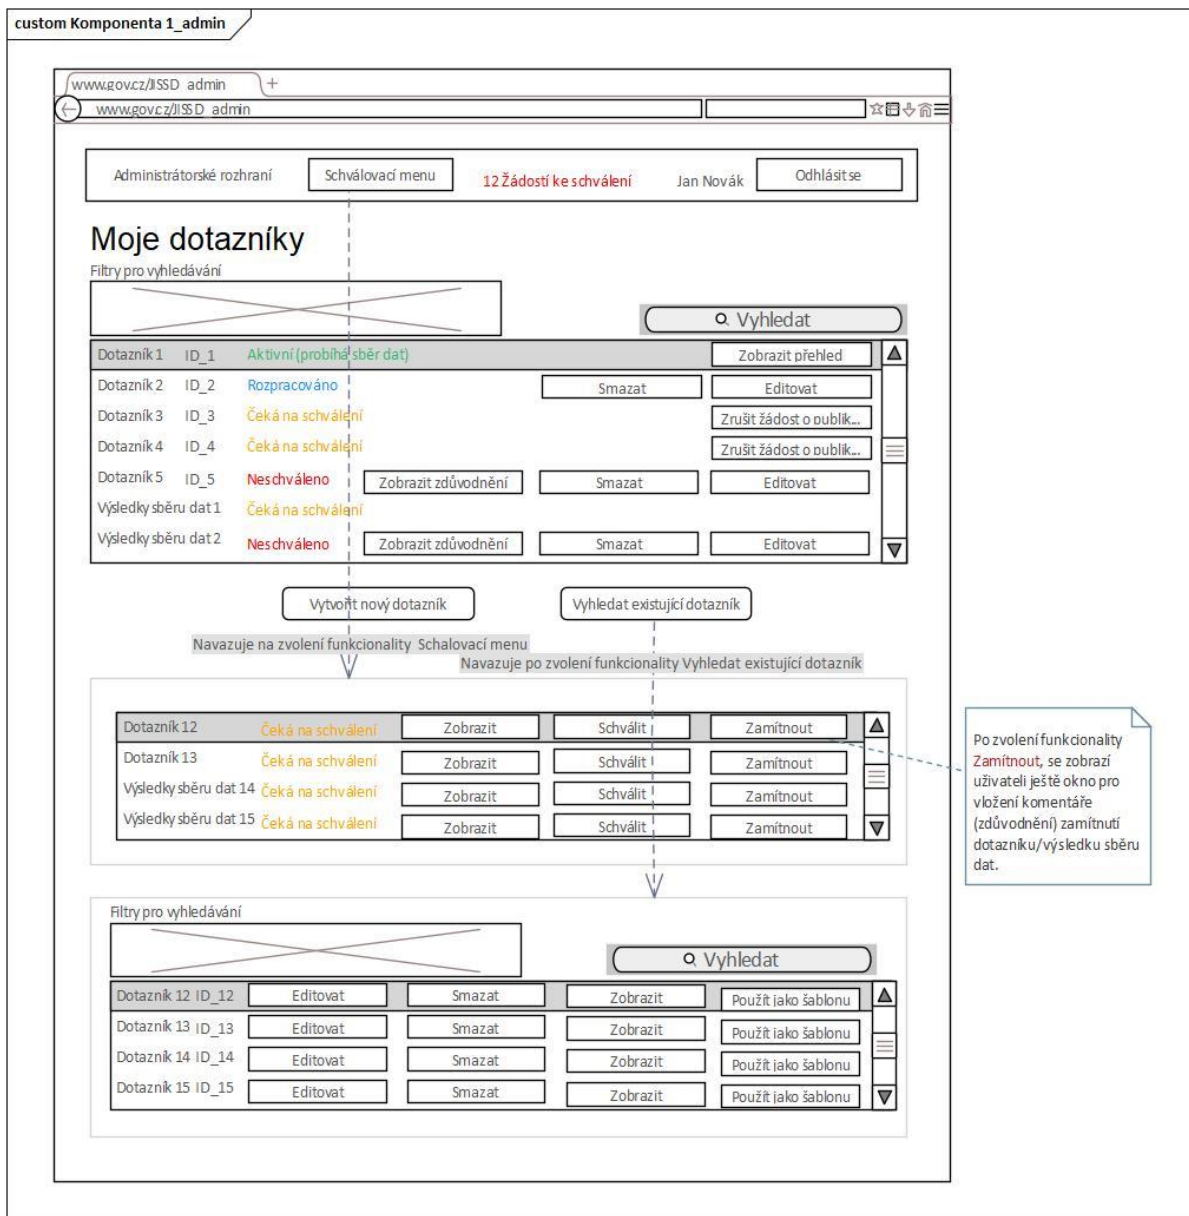 custom Komponenta 1_admin
www.gov.cz/JISSD_admin
www.gov.cz/JISSD_admin
Administrátorské rozhraní Schválovací menu 12 Žádostí ke schválení Jan Novák Odhlásit se
Moje dotazníky
Filtry pro vyhledávání
Vyhledat
Dotazník 1 ID_1 Aktivní (probíhá sběr dat) Zobrazit přehled
Dotazník 2 ID_2 Rozpracováno Smazat Editovat
Dotazník 3 ID_3 Čeká na schválení Zrušit žádost o publik...
Dotazník 4 ID_4 Čeká na schválení Zrušit žádost o publik...
Dotazník 5 ID_5 Neschváleno Zobrazit zdůvodnění Smazat Editovat
Výsledky sběru dat 1 Čeká na schválení
Výsledky sběru dat 2 Neschváleno Zobrazit zdůvodnění Smazat Editovat
Vytvořit nový dotazník Vyhledat existující dotazník
Navazuje na zvolení funkcionality Schalovací menu
Navazuje po zvolení funkcionality Vyhledat existující dotazník
Dotazník 12 Čeká na schválení Zobrazit Schválit Zamítnout
Dotazník 13 Čeká na schválení Zobrazit Schválit Zamítnout
Výsledky sběru dat 14 Čeká na schválení Zobrazit Schválit Zamítnout
Výsledky sběru dat 15 Čeká na schválení Zobrazit Schválit Zamítnout
Po zvolení funkcionality
Zamítnout, se zobrazí
uživateli ještě okno pro
vložení komentáře
(zdůvodnění) zamítnutí
dotazníku/výsledku sběru
dat.
Filtry pro vyhledávání
Vyhledat
Dotazník 12 ID_12 Editovat Smazat Zobrazit Použít jako šablonu
Dotazník 13 ID_13 Editovat Smazat Zobrazit Použít jako šablonu
Dotazník 14 ID_14 Editovat Smazat Zobrazit Použít jako šablonu
Dotazník 15 ID_15 Editovat Smazat Zobrazit Použít jako šablonu